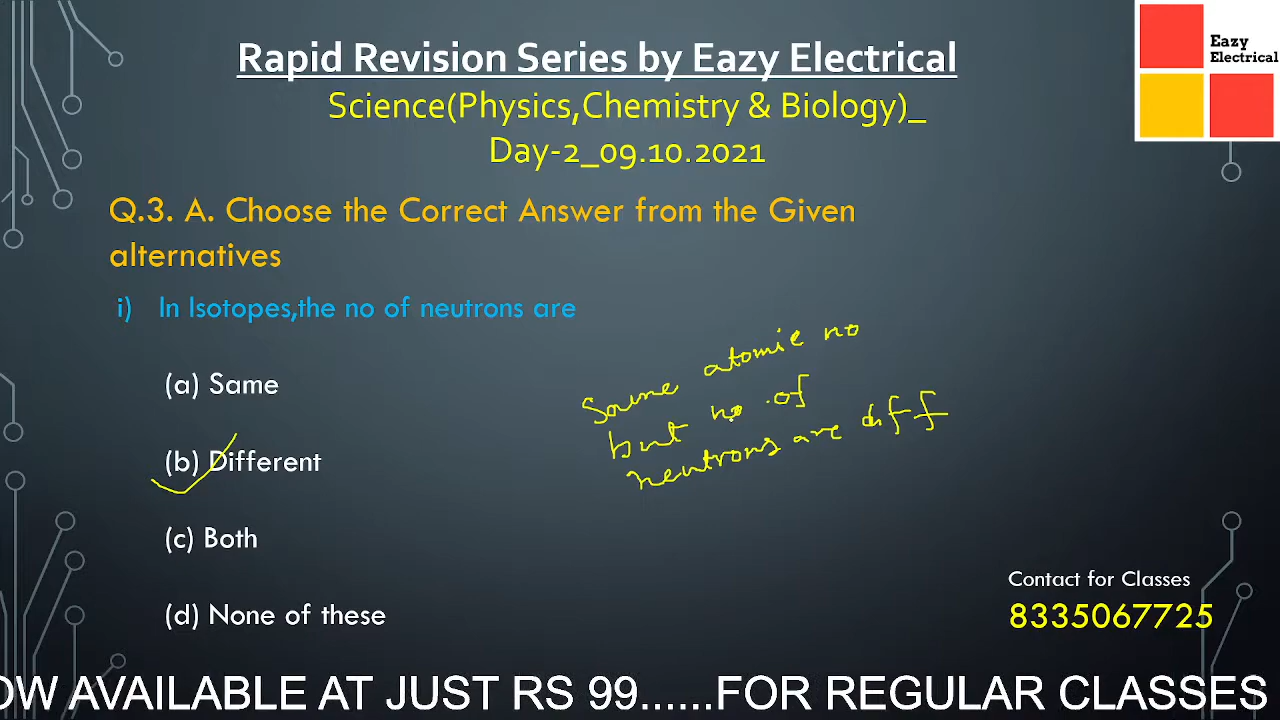 Rapid Revision Series by Eazy Electrical
Eazy
Electrical
Science(Physics,Chemistry & Biology)_
Day-2_09.10.2021
Q.3. A. Choose the Correct Answer from the Given
alternatives
i) In Isotopes,the no of neutrons are
(a) Same
(b) Different
(c) Both
(d) None of these
Same atomic no
but no of
neutrons are diff
Contact for Classes
8335067725
OW AVAILABLE AT JUST RS 99......FOR REGULAR CLASSES